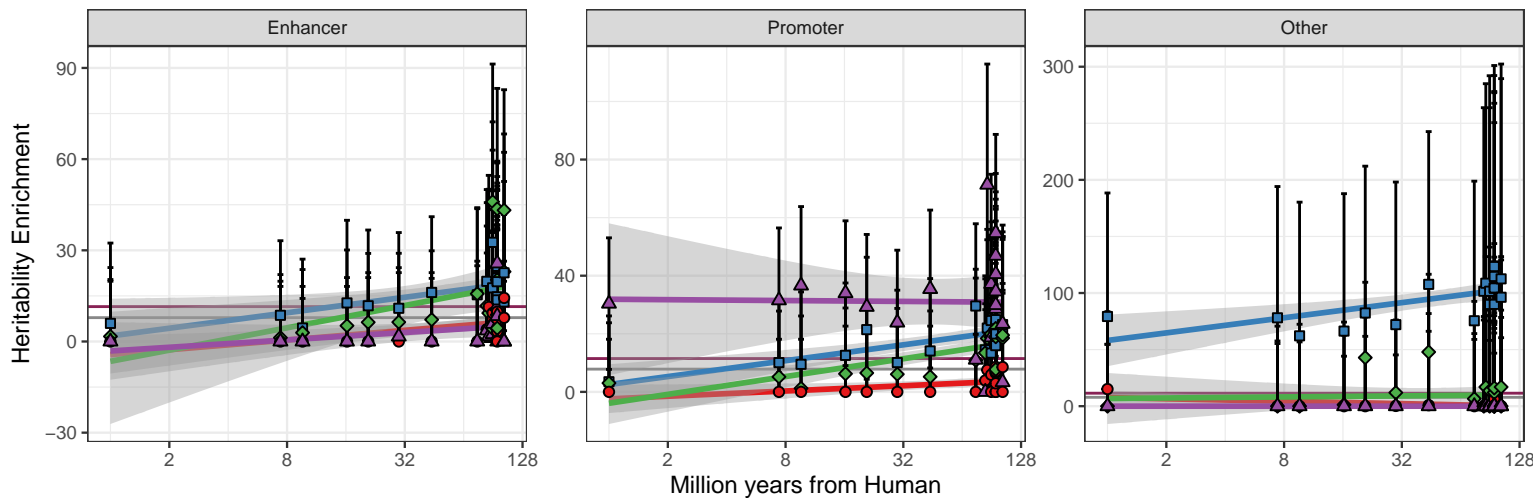 Enhancer
Promoter
Other
Heritability Enrichment
90
60
30
0
−30
80
40
0
300
200
100
0
2 8 32 128
2 8 32 128
2 8 32 128
Million years from Human